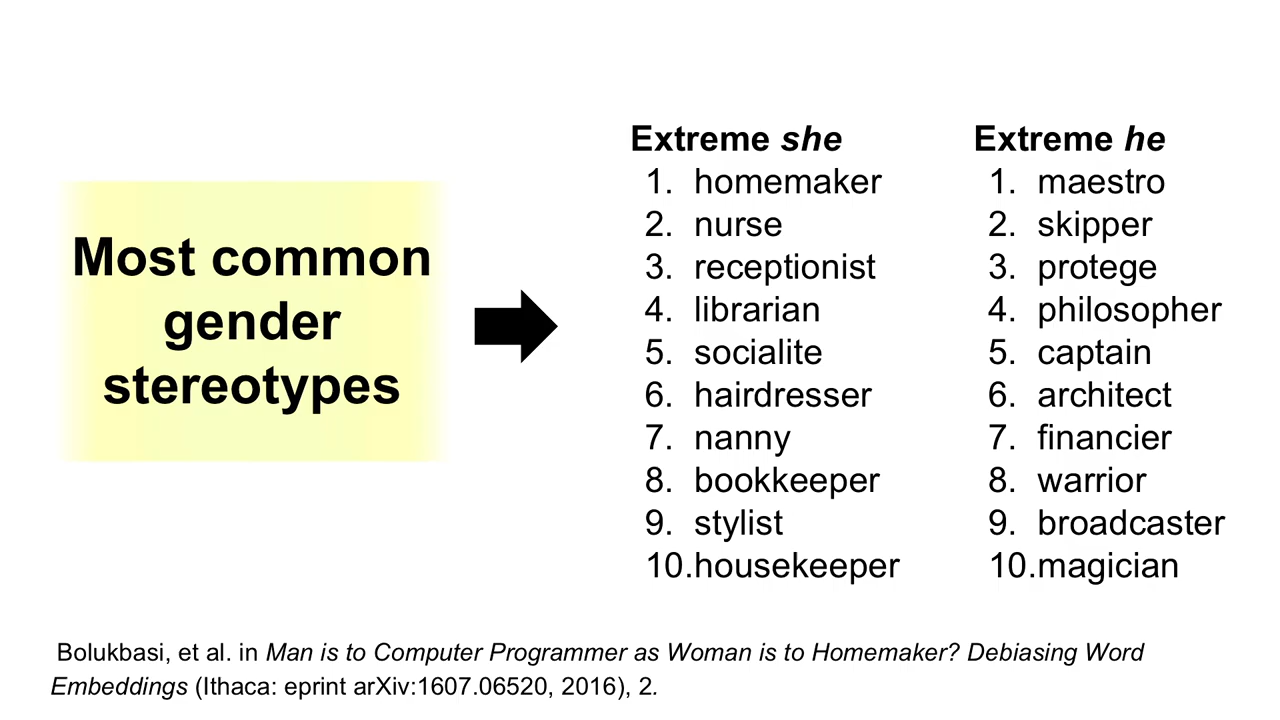 Most common
gender
stereotypes
Extreme she
1. homemaker
2. nurse
3. receptionist
4. librarian
5. socialite
6. hairdresser
7. nanny
8. bookkeeper
9. stylist
10.housekeeper
Extreme he
1. maestro
2. skipper
3. protege
4. philosopher
5. captain
6. architect
7. financier
8. warrior
9. broadcaster
10.magician
Bolukbasi, et al. in Man is to Computer Programmer as Woman is to Homemaker? Debiasing Word
Embeddings (Ithaca: eprint arXiv:1607.06520, 2016), 2.